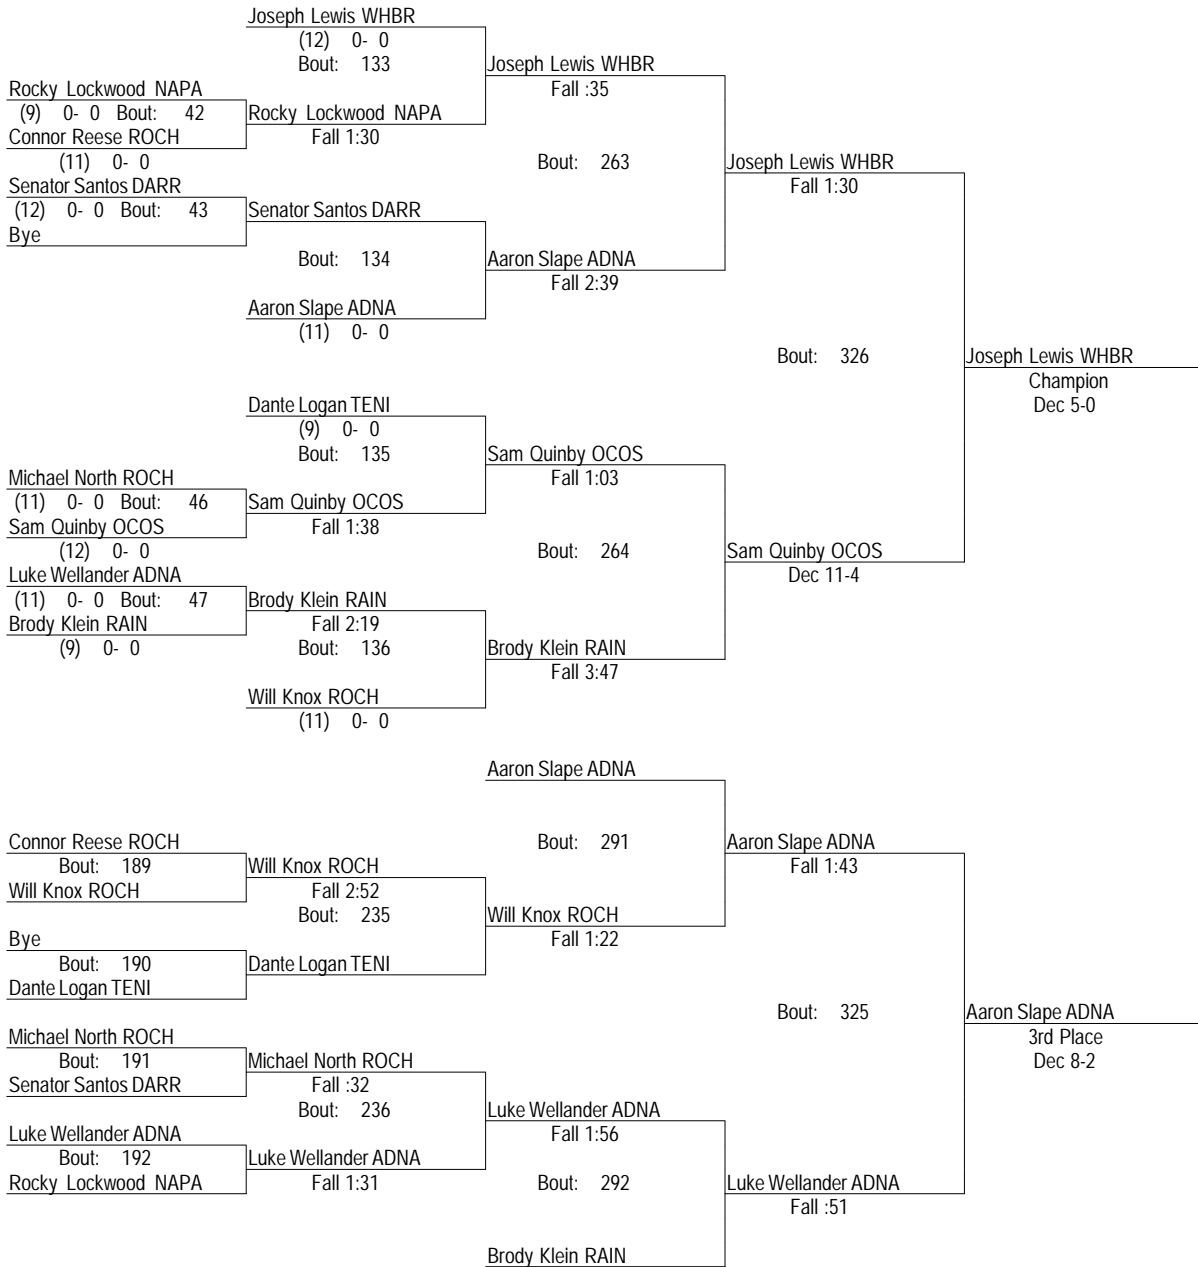 Joseph Lewis WHBR
(12) 0- 0
Bout: 133
Joseph Lewis WHBR
Rocky Lockwood NAPA
Fall :35
(9) 0- 0 Bout: 42
Rocky Lockwood NAPA
Connor Reese ROCH
Fall 1:30
(11) 0- 0
Bout: 263
Joseph Lewis WHBR
Senator Santos DARR
Fall 1:30
(12) 0- 0 Bout: 43
Senator Santos DARR
Bye
Bout: 134
Aaron Slape ADNA
Fall 2:39
Aaron Slape ADNA
(11) 0- 0
Bout: 326
Joseph Lewis WHBR
Champion
Dec 5-0
Dante Logan TENI
(9) 0- 0
Bout: 135
Sam Quinby OCOS
Michael North ROCH
Fall 1:03
(11) 0- 0 Bout: 46
Sam Quinby OCOS
Sam Quinby OCOS
Fall 1:38
(12) 0- 0
Bout: 264
Sam Quinby OCOS
Luke Wellander ADNA
Dec 11-4
(11) 0- 0 Bout: 47
Brody Klein RAIN
Brody Klein RAIN
Fall 2:19
(9) 0- 0
Bout: 136
Brody Klein RAIN
Fall 3:47
Will Knox ROCH
(11) 0- 0
Aaron Slape ADNA
Connor Reese ROCH
Bout: 291
Aaron Slape ADNA
Bout: 189
Will Knox ROCH
Fall 1:43
Will Knox ROCH
Fall 2:52
Bout: 235
Will Knox ROCH
Bye
Fall 1:22
Bout: 190
Dante Logan TENI
Dante Logan TENI
Bout: 325
Aaron Slape ADNA
Michael North ROCH
3rd Place
Bout: 191
Michael North ROCH
Dec 8-2
Senator Santos DARR
Fall :32
Bout: 236
Luke Wellander ADNA
Luke Wellander ADNA
Fall 1:56
Bout: 192
Luke Wellander ADNA
Rocky Lockwood NAPA
Fall 1:31
Bout: 292
Luke Wellander ADNA
Fall :51
Brody Klein RAIN